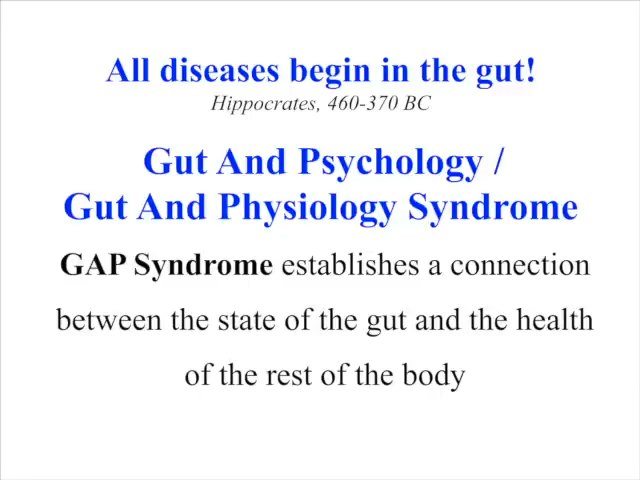 All diseases begin in the gut!
Hippocrates, 460-370 BC
Gut And Psychology /
Gut And Physiology Syndrome
GAP Syndrome establishes a connection
between the state of the gut and the health
of the rest of the body